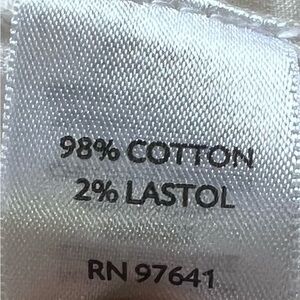 98% COTTON
2% LASTOL
RN 97641